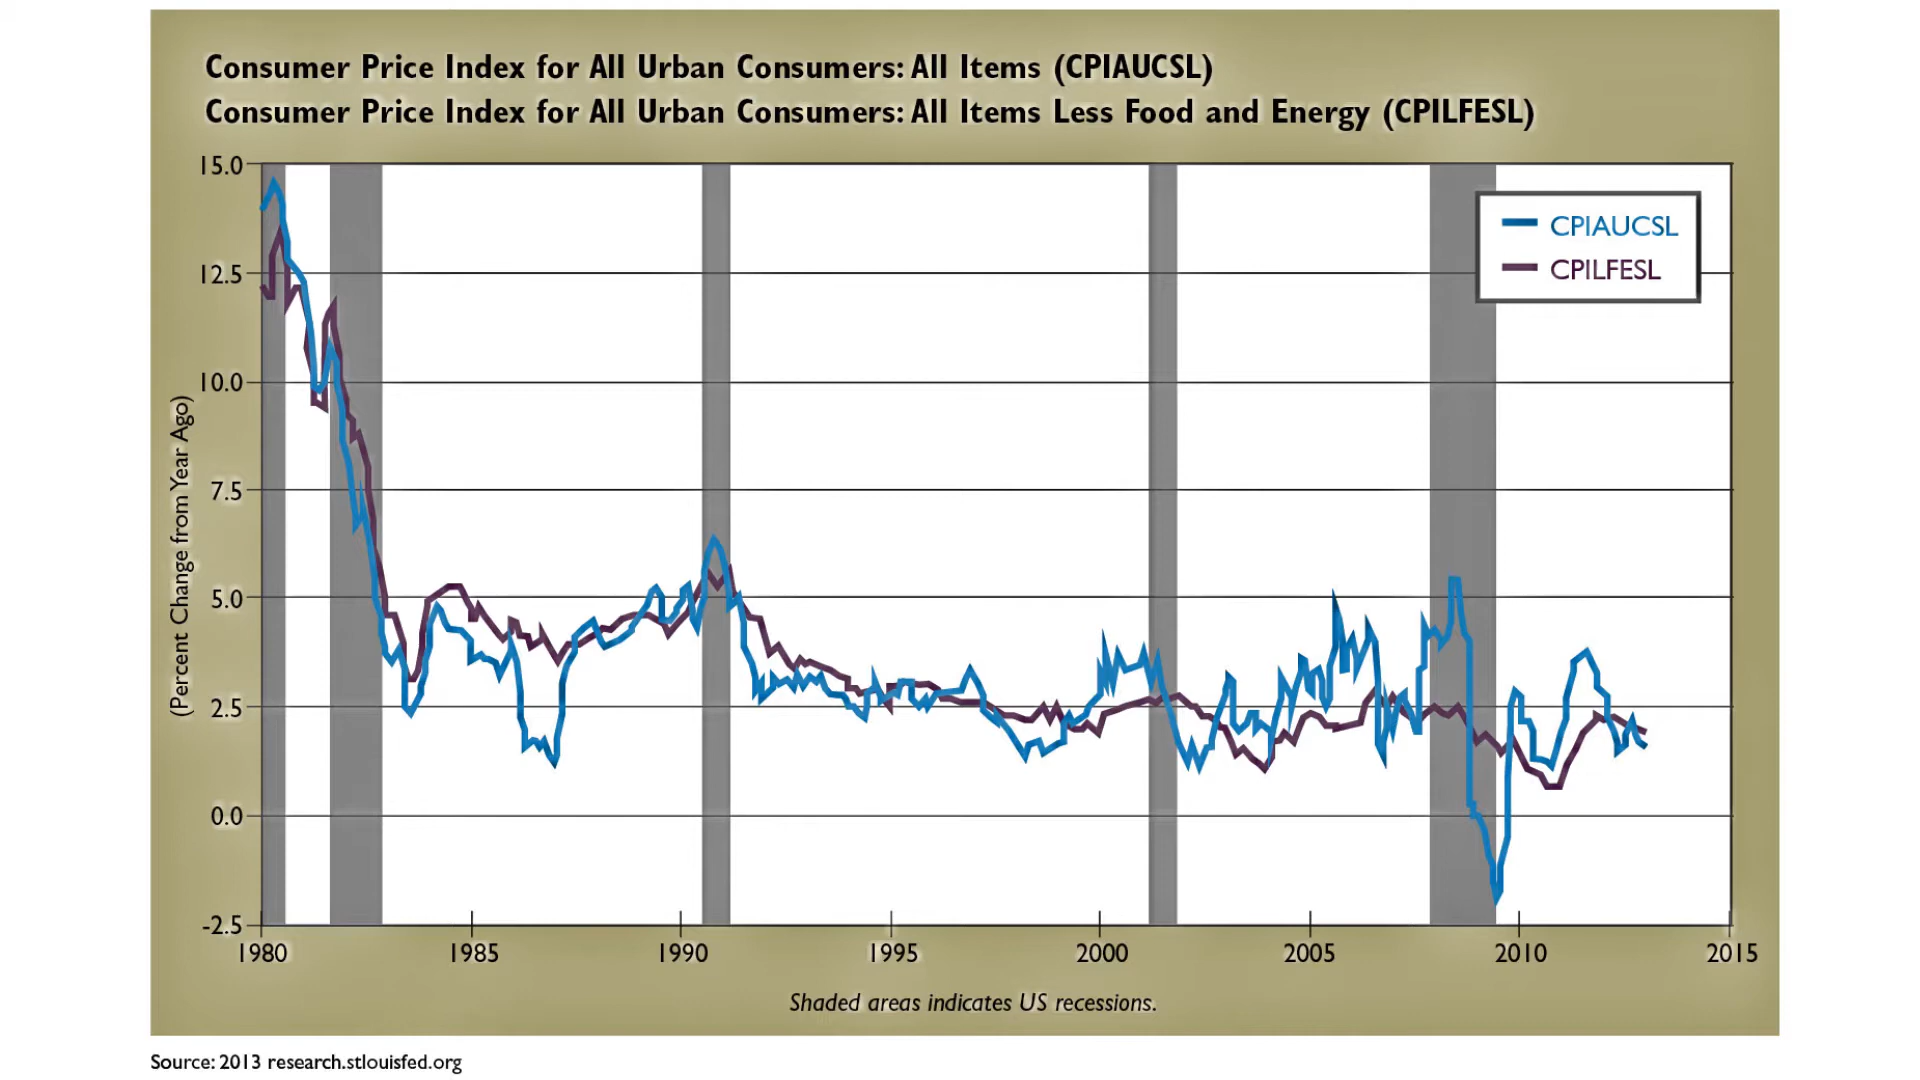 Consumer Price Index for All Urban Consumers: All Items (CPIAUCSL)
Consumer Price Index for All Urban Consumers: All Items Less Food and Energy (CPILFESL)
(Percent Change from Year Ago)
15.0
12.5
10.0
7.5
5.0
2.5
0.0
-2.5
CPIAUCSL
CPILFESL
1980 1985 1990 1995 2000 2005 2010 2015
Shaded areas indicates US recessions.
Source: 2013 research.stlouisfed.org